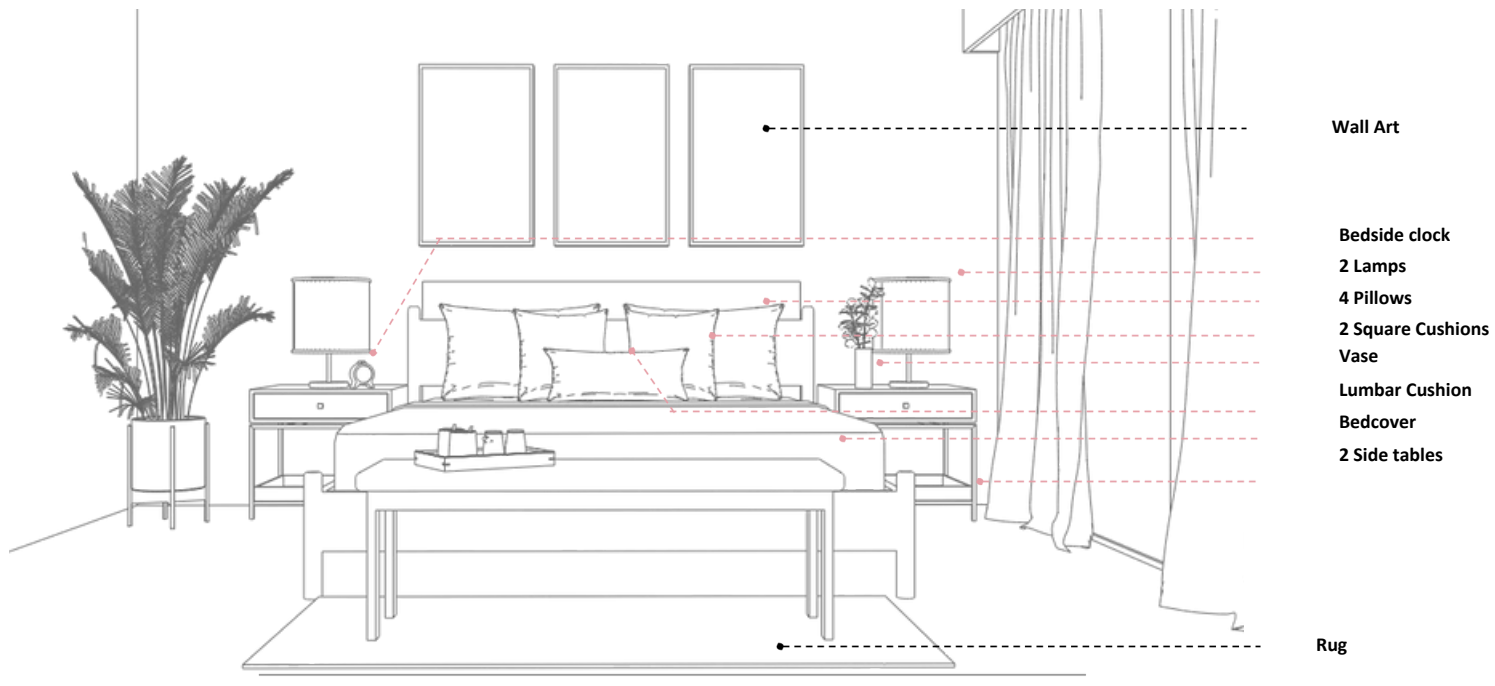 Wall Art
Bedside clock
2 Lamps
4 Pillows
2 Square Cushions
Vase
Lumbar Cushion
Bedcover
2 Side tables
Rug